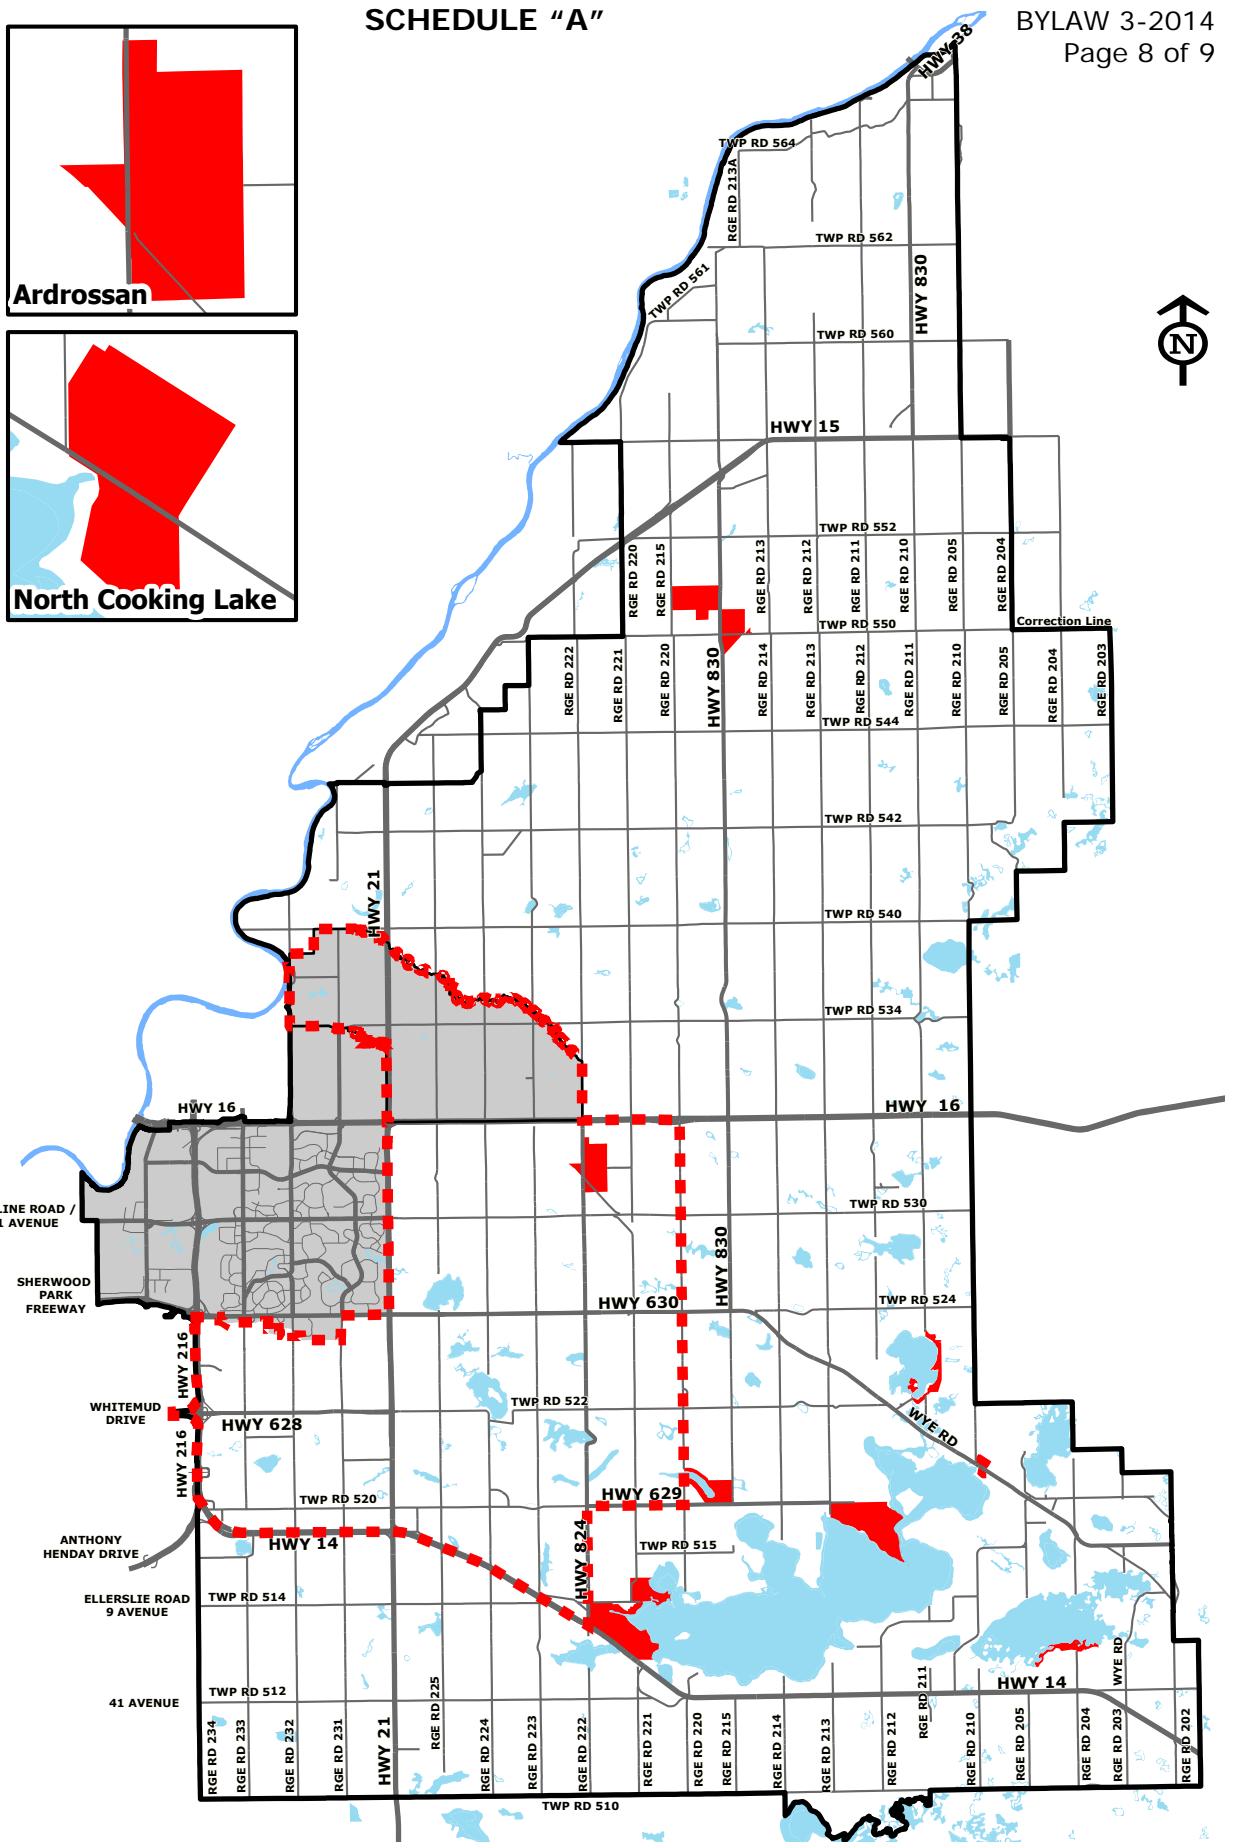 SCHEDULE “A”
BYLAW 3-2014
Page 8 of 9
Ardrossan
North Cooking Lake
N
HWY 38
TWP RD 564
RGE RD 213A
TWP RD 562
TWP RD 561
HWY 830
TWP RD 560
HWY 15
TWP RD 552
RGE RD 220
RGE RD 215
RGE RD 213
RGE RD 212
RGE RD 211
RGE RD 210
RGE RD 205
RGE RD 204
TWP RD 550
Correction Line
RGE RD 222
RGE RD 221
RGE RD 220
HWY 830
RGE RD 214
RGE RD 213
RGE RD 212
RGE RD 211
RGE RD 210
RGE RD 205
RGE RD 204
RGE RD 203
TWP RD 544
TWP RD 542
HWY 21
TWP RD 540
TWP RD 534
HWY 16
HWY 16
TWP RD 530
LINE ROAD /
1 AVENUE
HWY 830
SHERWOOD
PARK
FREEWAY
HWY 630
TWP RD 524
HWY 216
WHITEMUD
DRIVE
HWY 628
TWP RD 522
WYE RD
HWY 216
TWP RD 520
HWY 629
ANTHONY
HENDAY DRIVE
HWY 14
HWY 824
TWP RD 515
ELLERSLIE ROAD
9 AVENUE
TWP RD 514
WYE RD
41 AVENUE
TWP RD 512
HWY 14
RGE RD 234
RGE RD 233
RGE RD 232
RGE RD 231
HWY 21
RGE RD 225
RGE RD 224
RGE RD 223
RGE RD 222
RGE RD 221
RGE RD 220
RGE RD 215
RGE RD 214
RGE RD 213
RGE RD 212
RGE RD 211
RGE RD 210
RGE RD 205
RGE RD 204
RGE RD 203
RGE RD 202
TWP RD 510